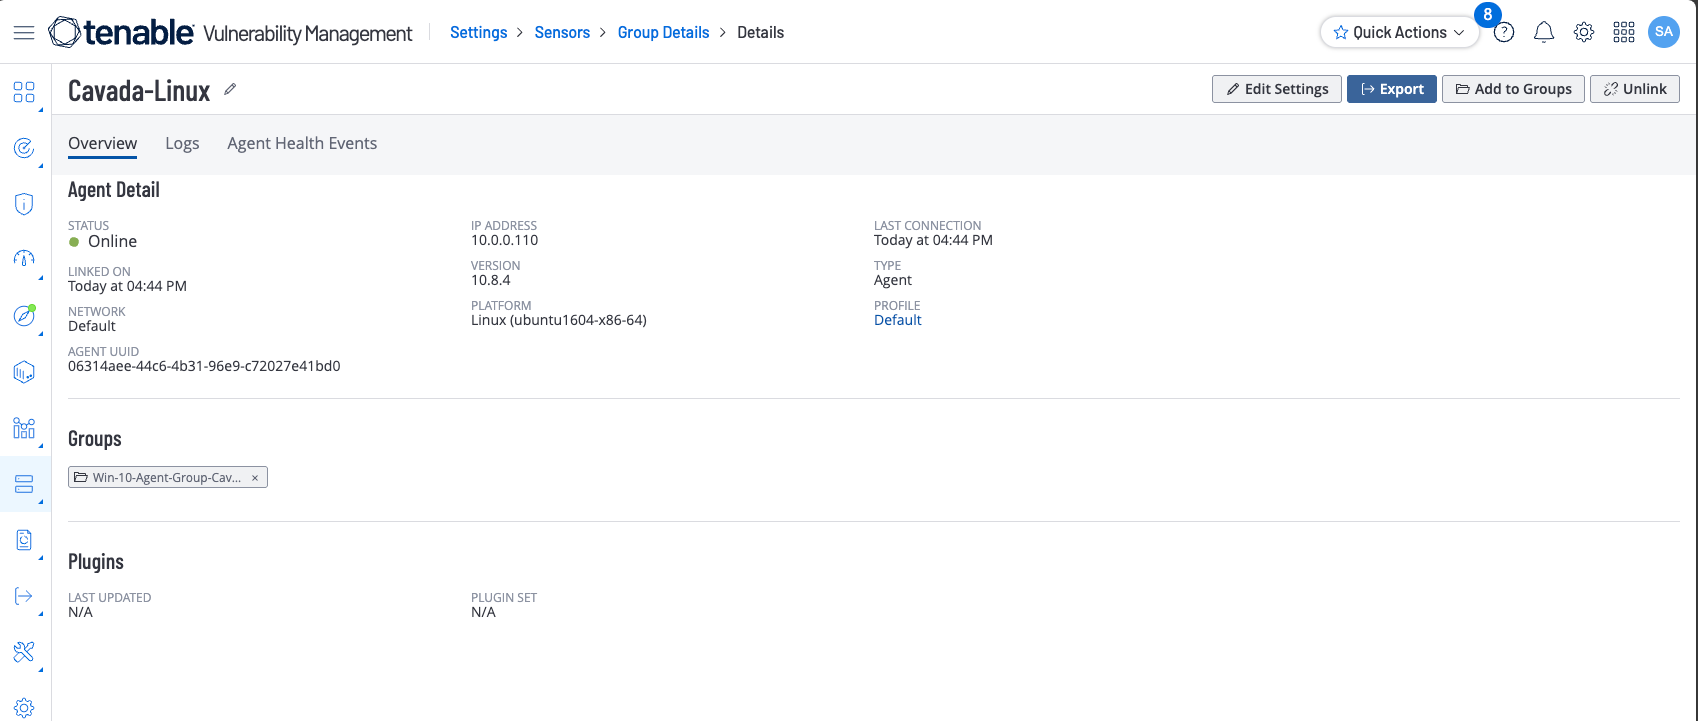 tenable Vulnerability Management Settings > Sensors > Group Details > Details Quick Actions 8 ? SA
Cavada-Linux Edit Settings Export Add to Groups Unlink
Overview Logs Agent Health Events
Agent Detail
STATUS IP ADDRESS LAST CONNECTION
Online 10.0.0.110 Today at 04:44 PM
LINKED ON VERSION TYPE
Today at 04:44 PM 10.8.4 Agent
NETWORK PLATFORM PROFILE
Default Linux (ubuntu1604-x86-64) Default
AGENT UUID
06314aee-44c6-4b31-96e9-c72027e41bd0
Groups
Win-10-Agent-Group-Cav... ×
Plugins
LAST UPDATED PLUGIN SET
N/A N/A